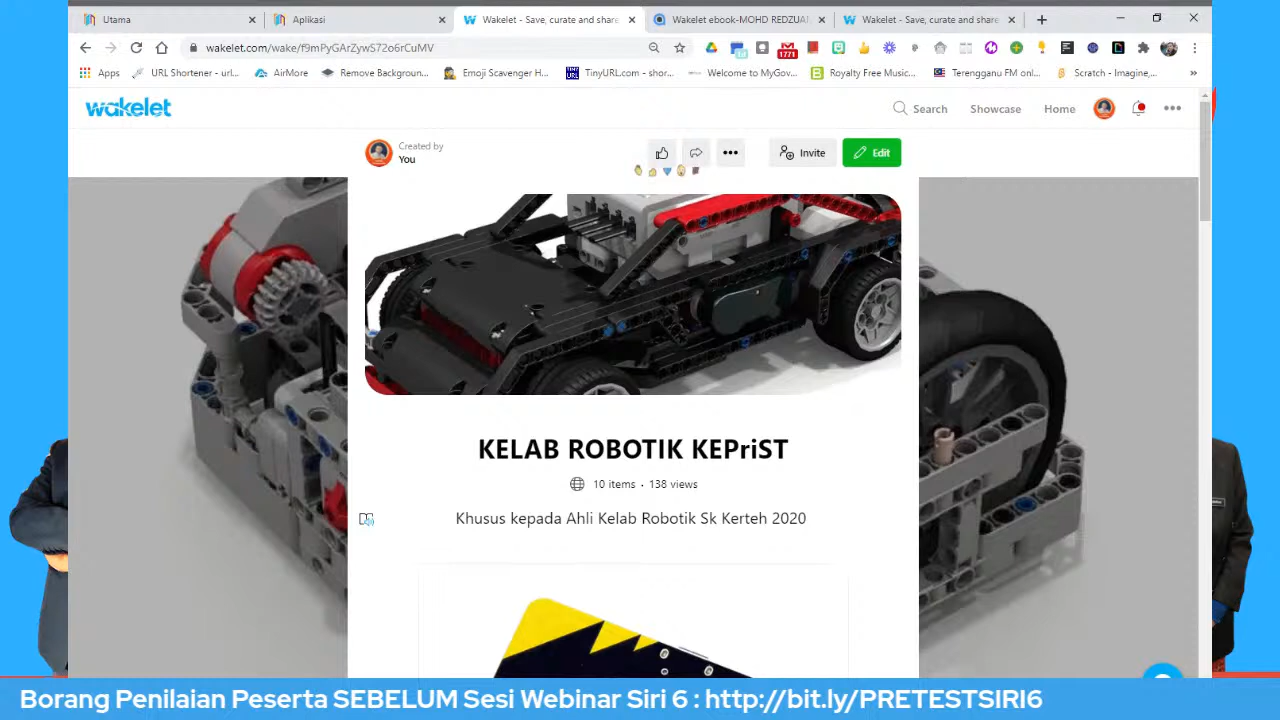 Utama
Aplikasi
Wakelet - Save, curate and share
Wakelet ebook-MOHD REDZUAN
Wakelet - Save, curate and share
wakelet.com/wake/f9mPyGArZywS72o6rCuMV
1771
Apps
URL Shortener - url...
AirMore
Remove Backgroun...
Emoji Scavenger H...
TinyURL.com - shor...
Welcome to MyGov...
Royalty Free Music...
Terengganu FM onl...
Scratch - Imagine,...
wakelet
Search
Showcase
Home
Created by
You
Invite
Edit
KELAB ROBOTIK KEPriST
10 items · 138 views
Khusus kepada Ahli Kelab Robotik Sk Kerteh 2020
Borang Penilaian Peserta SEBELUM Sesi Webinar Siri 6 : http://bit.ly/PRETESTSIRI6